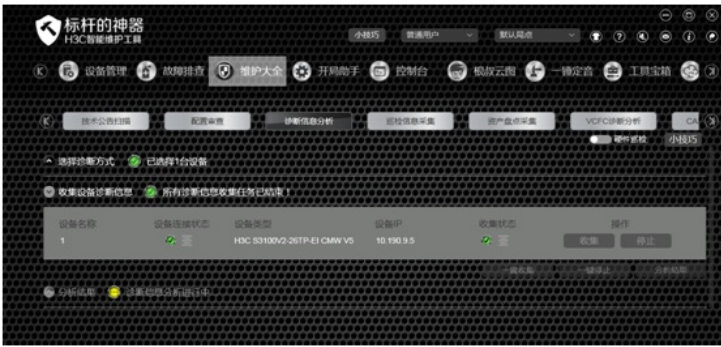 标杆的神器
H3C智能维护工具
小技巧 普通用户 默认局点
设备管理 故障排查 维护大全 开局助手 控制台 极叔云图 一锤定音 工具宝箱
技术公告扫描 配置审查 诊断信息分析 巡检信息采集 资产盘点采集 VCFC诊断分析 CA
硬件巡检 小技巧
选择诊断方式 已选择1台设备
收集设备诊断信息 所有诊断信息收集任务已结束！
设备名称 设备连接状态 设备类型 设备IP 收集状态 操作
1 H3C S3100V2-26TP-EI CMW V5 10.190.9.5 收集 停止
一键收集 一键停止 分析结果
分析结果 诊断信息分析进行中